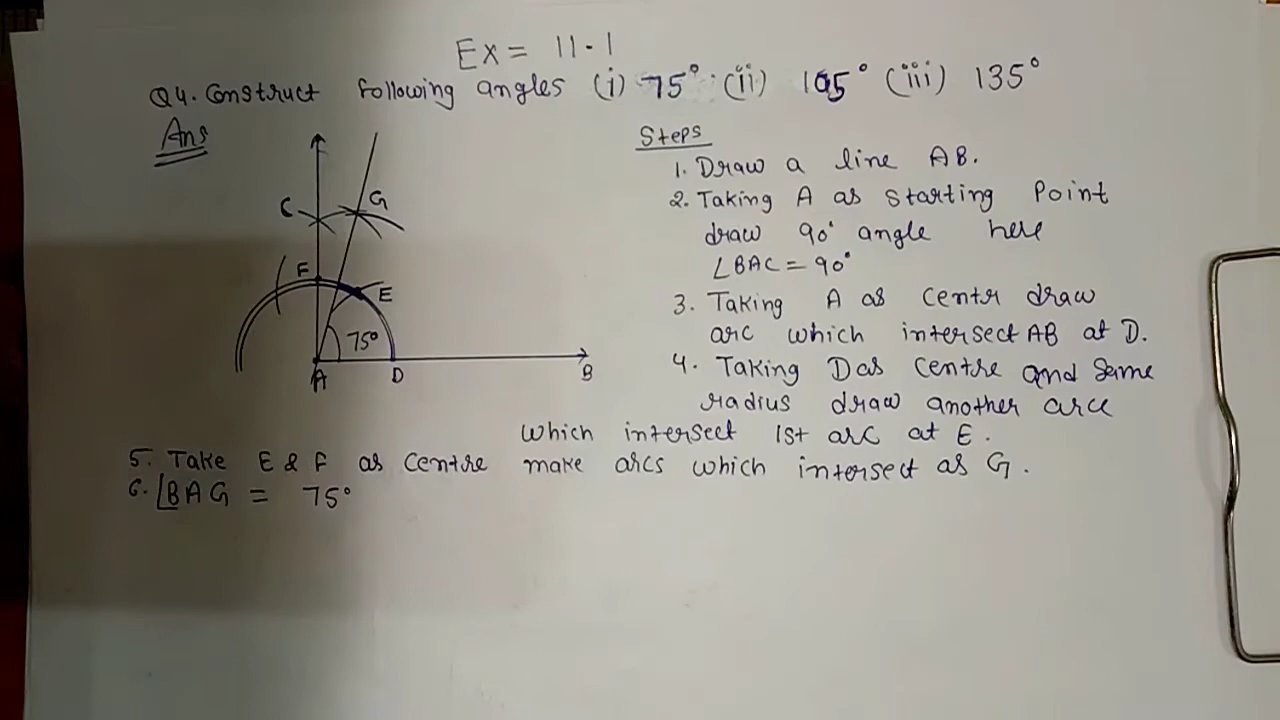 Ex = 11.1
Q4. Construct following angles (i) 75° (ii) 105° (iii) 135°
Ans
C
G
F
E
75°
A
D
B
Steps
1. Draw a line AB.
2. Taking A as starting Point
draw 90° angle here
∠BAC = 90°
3. Taking A as centr draw
arc which intersect AB at D.
4. Taking D as centre and same
radius draw another arc
which intersect 1st arc at E.
5. Take E & F as centre make arcs which intersect as G.
6. ∠BAG = 75°